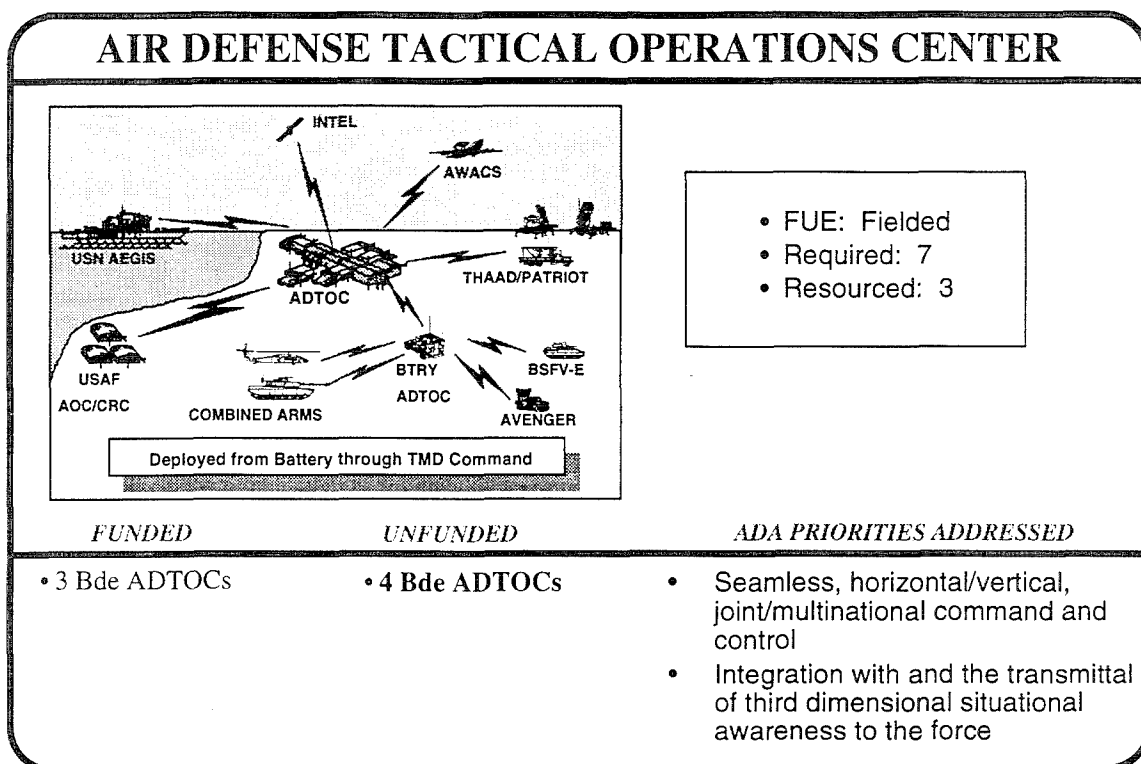 AIR DEFENSE TACTICAL OPERATIONS CENTER
INTEL
AWACS
USN AEGIS
ADTOC
THAAD/PATRIOT
USAF
AOC/CRC
COMBINED ARMS
BTRY
ADTOC
BSFV-E
AVENGER
Deployed from Battery through TMD Command
• FUE: Fielded
• Required: 7
• Resourced: 3
FUNDED
UNFUNDED
ADA PRIORITIES ADDRESSED
• 3 Bde ADTOCs
• 4 Bde ADTOCs
• Seamless, horizontal/vertical,
joint/multinational command and
control
• Integration with and the transmittal
of third dimensional situational
awareness to the force